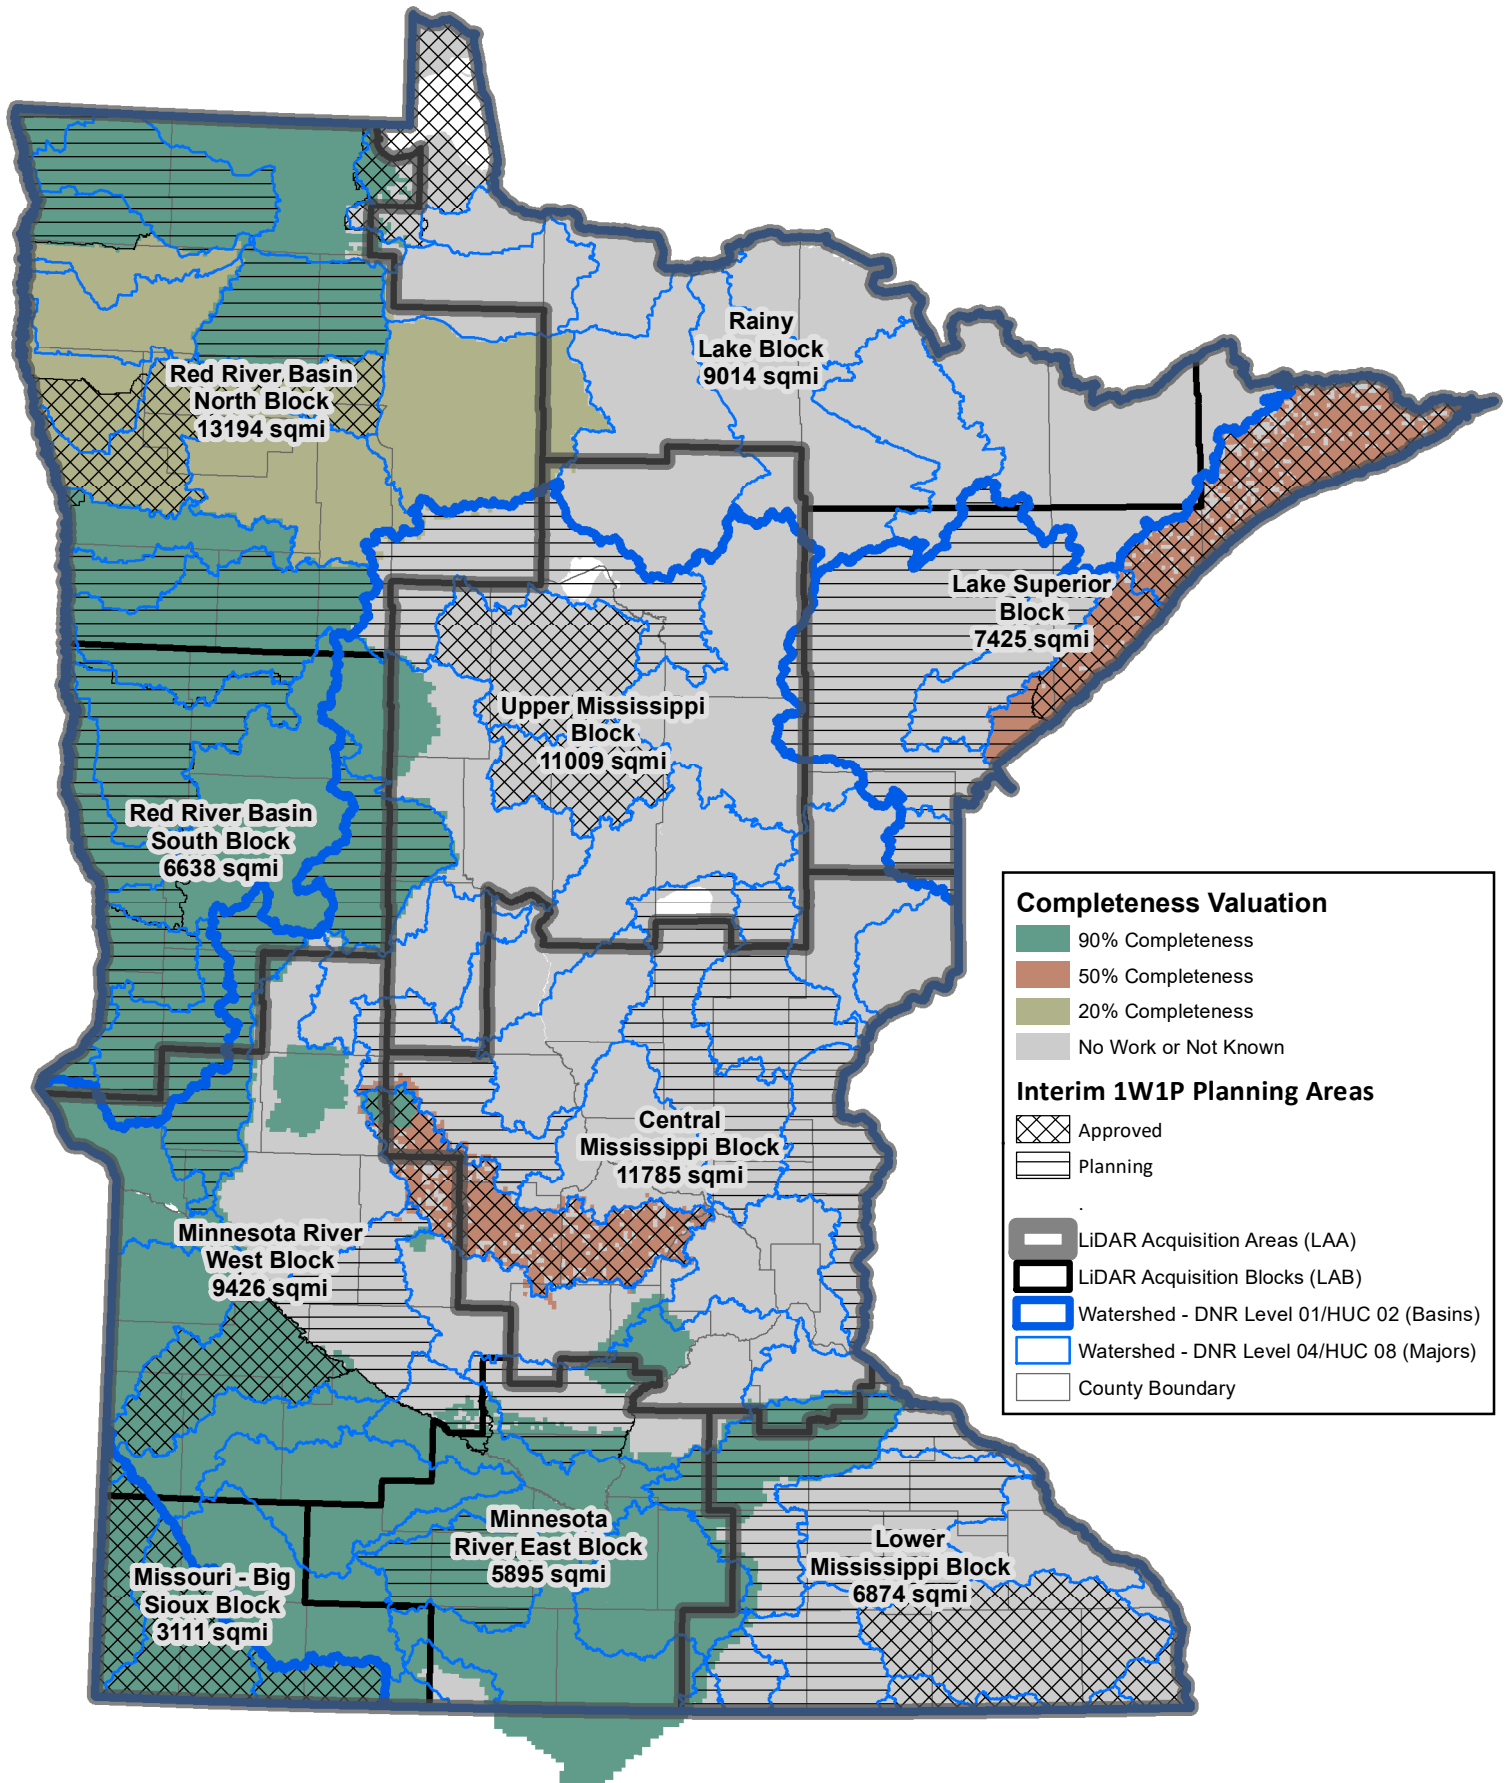 Rainy
Lake Block
9014 sqmi
Red River Basin
North Block
13194 sqmi
Lake Superior
Block
7425 sqmi
Upper Mississippi
Block
11009 sqmi
Red River Basin
South Block
6638 sqmi
Central
Mississippi Block
11785 sqmi
Minnesota River
West Block
9426 sqmi
Minnesota
River East Block
5895 sqmi
Lower
Mississippi Block
6874 sqmi
Missouri - Big
Sioux Block
3111 sqmi
Completeness Valuation
90% Completeness
50% Completeness
20% Completeness
No Work or Not Known
Interim 1W1P Planning Areas
Approved
Planning
.
LiDAR Acquisition Areas (LAA)
LiDAR Acquisition Blocks (LAB)
Watershed - DNR Level 01/HUC 02 (Basins)
Watershed - DNR Level 04/HUC 08 (Majors)
County Boundary